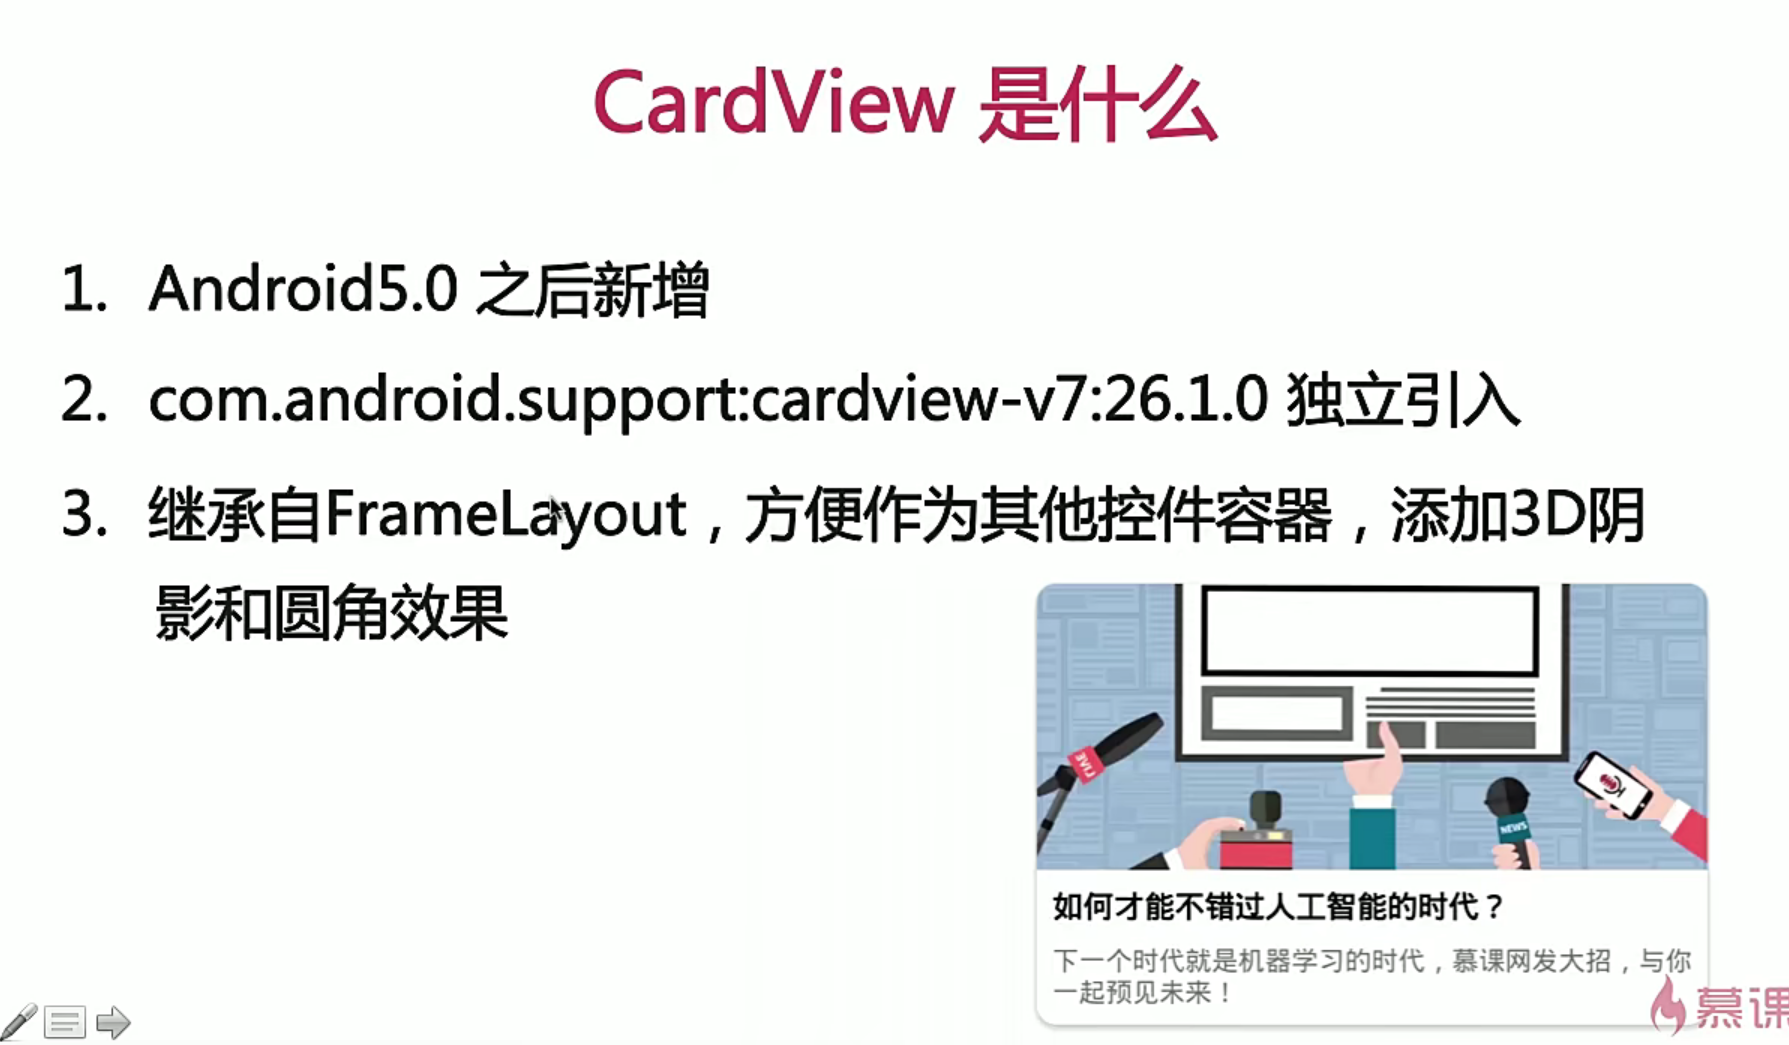 CardView 是什么
1. Android5.0 之后新增
2. com.android.support:cardview-v7:26.1.0 独立引入
3. 继承自FrameLayout，方便作为其他控件容器，添加3D阴
影和圆角效果
LIVE
NEWS
如何才能不错过人工智能的时代？
下一个时代就是机器学习的时代，慕课网发大招，与你
一起预见未来！
慕课